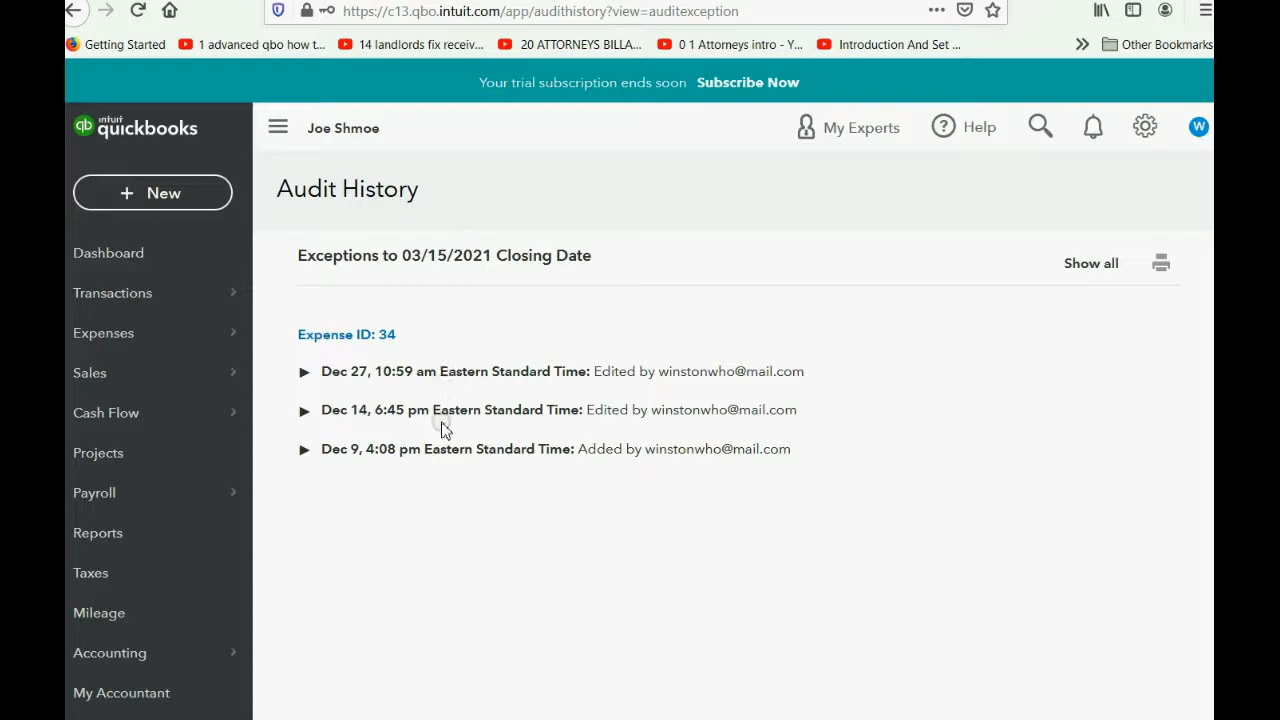 https://c13.qbo.intuit.com/app/audithistory?view=auditexception
Getting Started
1 advanced qbo how t...
14 landlords fix receiv...
20 ATTORNEYS BILLA...
0 1 Attorneys intro - Y...
Introduction And Set ...
Other Bookmarks
Your trial subscription ends soon Subscribe Now
qb intuit quickbooks
Joe Shmoe
My Experts
? Help
W
+ New
Audit History
Dashboard
Transactions
Expenses
Sales
Cash Flow
Projects
Payroll
Reports
Taxes
Mileage
Accounting
My Accountant
Exceptions to 03/15/2021 Closing Date
Show all
Expense ID: 34
Dec 27, 10:59 am Eastern Standard Time: Edited by winstonwho@mail.com
Dec 14, 6:45 pm Eastern Standard Time: Edited by winstonwho@mail.com
Dec 9, 4:08 pm Eastern Standard Time: Added by winstonwho@mail.com